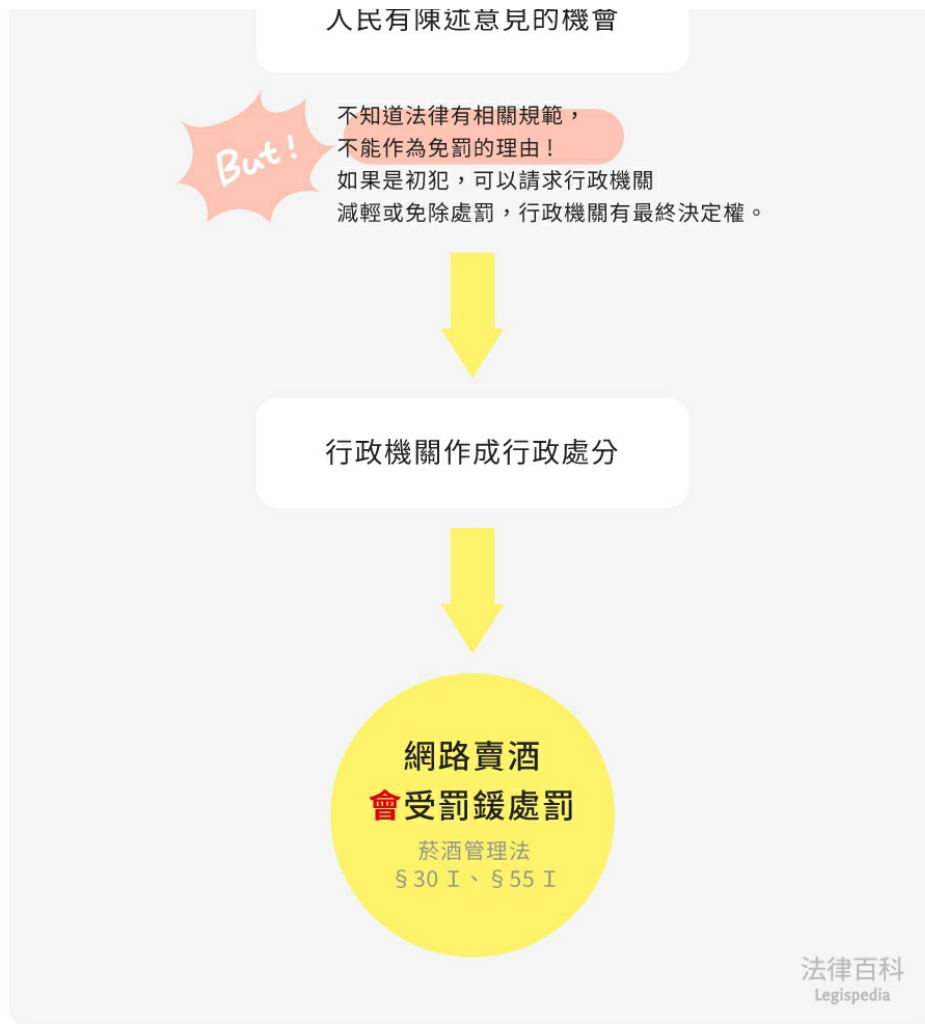 人民有陳述意見的機會
But!
不知道法律有相關規範，
不能作為免罰的理由！
如果是初犯，可以請求行政機關
減輕或免除處罰，行政機關有最終決定權。
行政機關作成行政處分
網路賣酒
會受罰鍰處罰
菸酒管理法
§30 I、§55 I
法律百科
Legispedia